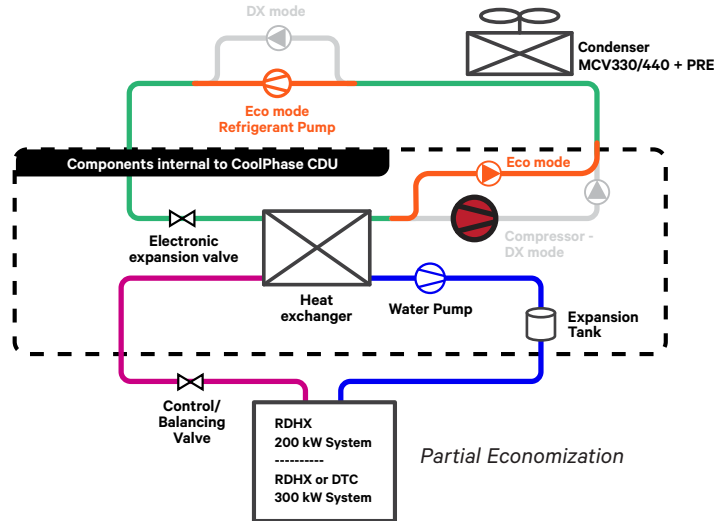 DX mode
Condenser
MCV330/440 + PRE
Eco mode
Refrigerant Pump
Components internal to CoolPhase CDU
Eco mode
Electronic
expansion valve
Compressor -
DX mode
Heat
exchanger
Water Pump
Expansion
Tank
Control/
Balancing
Valve
RDHX
200 kW System
----------
RDHX or DTC
300 kW System
Partial Economization